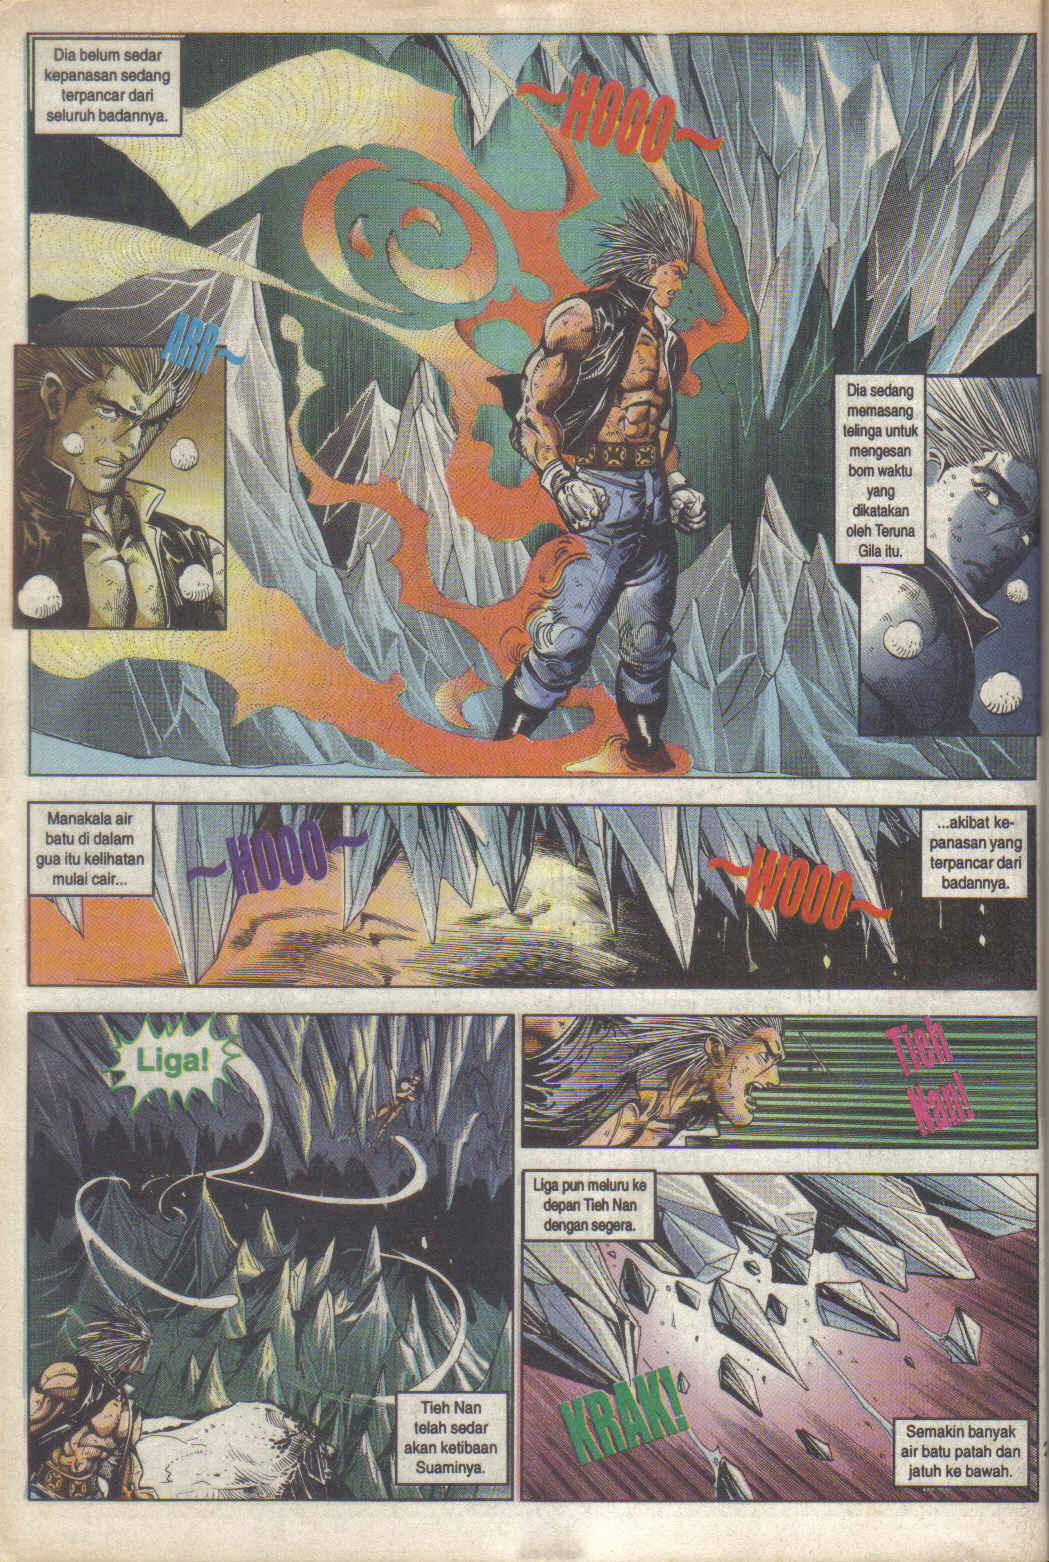 Dia belum sedar
kepanasan sedang
terpancar dari
seluruh badannya.
~HOOO~
ARR~
Dia sedang
memasang
telinga untuk
mengesan
bom waktu
yang
dikatakan
oleh Teruna
Gila itu.
Manakala air
batu di dalam
gua itu kelihatan
mulai cair...
~HOOO~
~WOOO~
...akibat ke-
panasan yang
terpancar dari
badannya.
Liga!
Tieh Nan
telah sedar
akan ketibaan
Suaminya.
Tieh
Nan!
Liga pun meluru ke
depan Tieh Nan
dengan segera.
KRAK!
Semakin banyak
air batu patah dan
jatuh ke bawah.